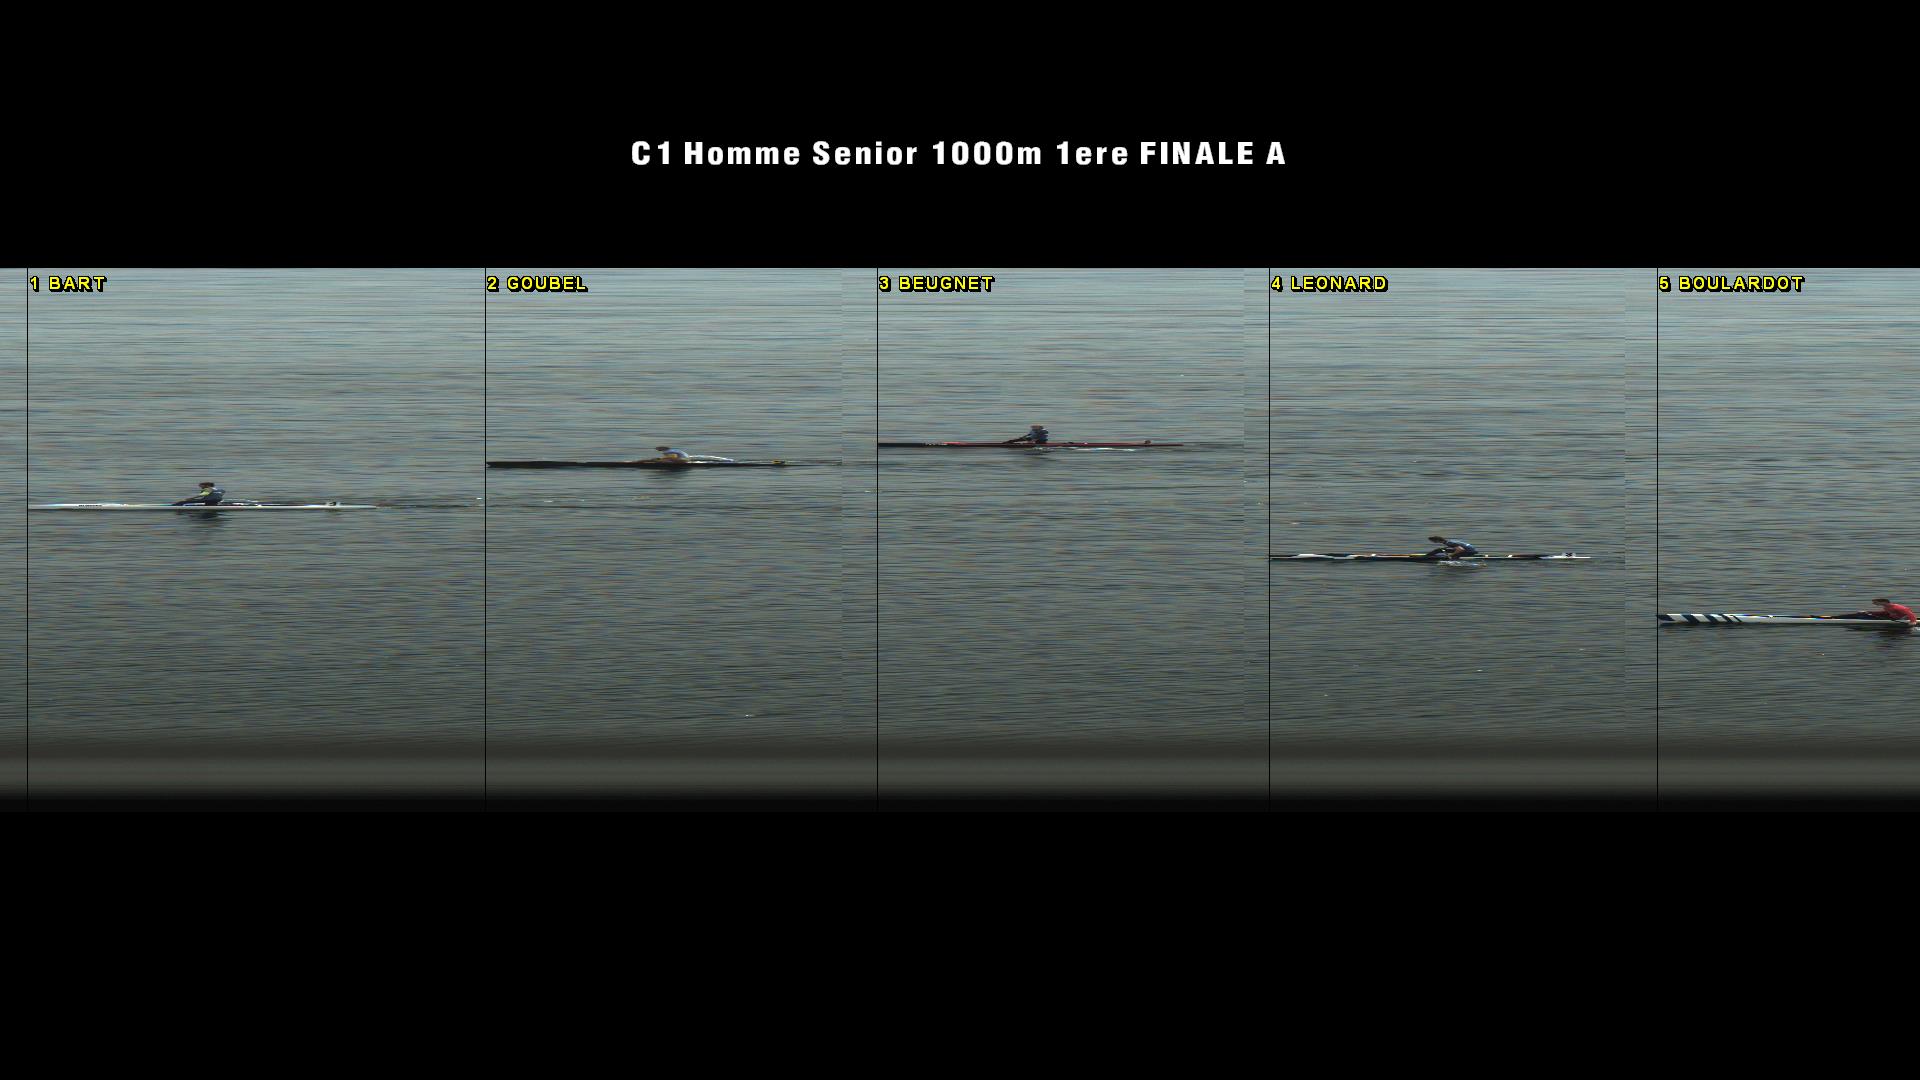 C1 Homme Senior 1000m 1ere FINALE A
1 BART
2 GOUBEL
3 BEUGNET
4 LEONARD
5 BOULARDOT